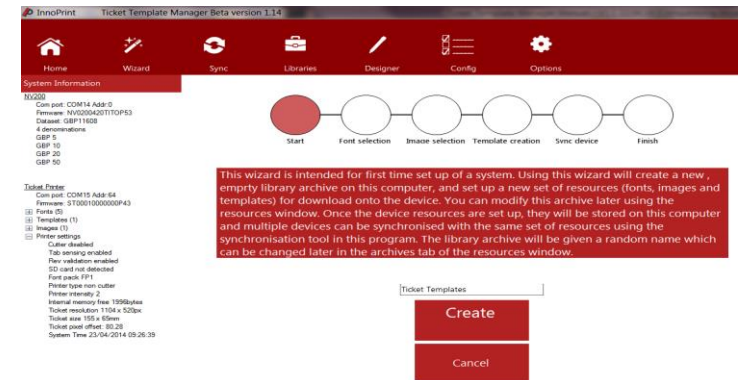 InnoPrint Ticket Template Manager Beta version 1.14
Home Wizard Sync Libraries Designer Config Options
System Information
NV200
Com port: COM14 Addr:0
Firmware: NV0200420TITOP53
Dataset: GBP11608
4 denominations
GBP 5
GBP 10
GBP 20
GBP 50
Ticket Printer
Com port: COM15 Addr:64
Firmware: ST00010000000P43
Fonts (5)
Templates (1)
Images (1)
Printer settings
Cutter disabled
Tab sensing enabled
Rev validation enabled
SD card not detected
Font pack FP1
Printer type non cutter
Printer intensity 2
Internal memory free 1996bytes
Ticket resolution 1104 x 520px
Ticket size 155 x 65mm
Ticket pixel offset: 80,28
System Time 23/04/2014 09:26:39
Start Font selection Image selection Template creation Sync device Finish
This wizard is intended for first time set up of a system. Using this wizard will create a new ,
emprty library archive on this computer, and set up a new set of resources (fonts, images and
templates) for download onto the device. You can modify this archive later using the
resources window. Once the device resources are set up, they will be stored on this computer
and multiple devices can be synchronised with the same set of resources using the
synchronisation tool in this program. The library archive will be given a random name which
can be changed later in the archives tab of the resources window.
Ticket Templates
Create
Cancel